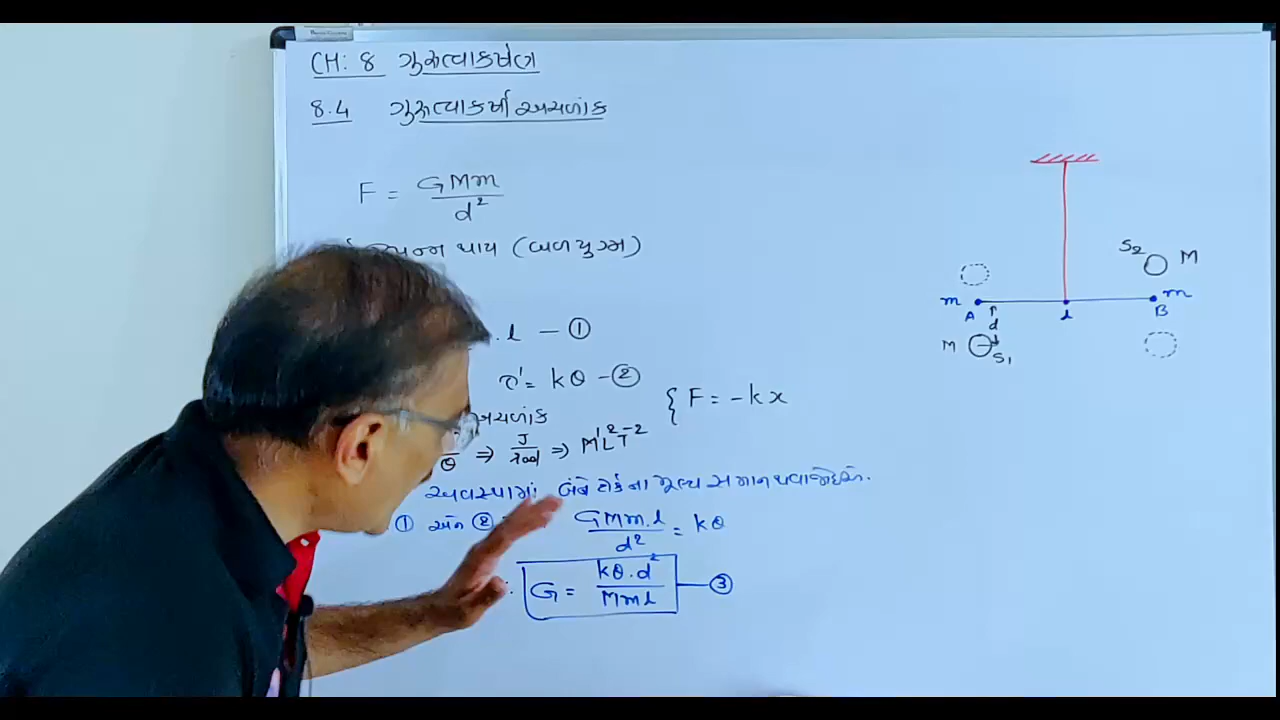 CH: 8 ગુરુત્વાકર્ષણ
8.4 ગુરુત્વાકર્ષી અચળાંક
F = GMm / d²
થાય (બળયુગ્મ)
. l — ①
τ' = kθ — ②
અચળાંક
{ F = -kx
θ ⇒ J/rad ⇒ M¹L²T⁻²
અવસ્થામાં બંને ટોર્કના મૂલ્ય સમાન થવા જોઈએ.
① અને ② GMm.l / d² = kθ
G = kθ.d² / Mml — ③
S₂ M
m A l B m
d
M S₁